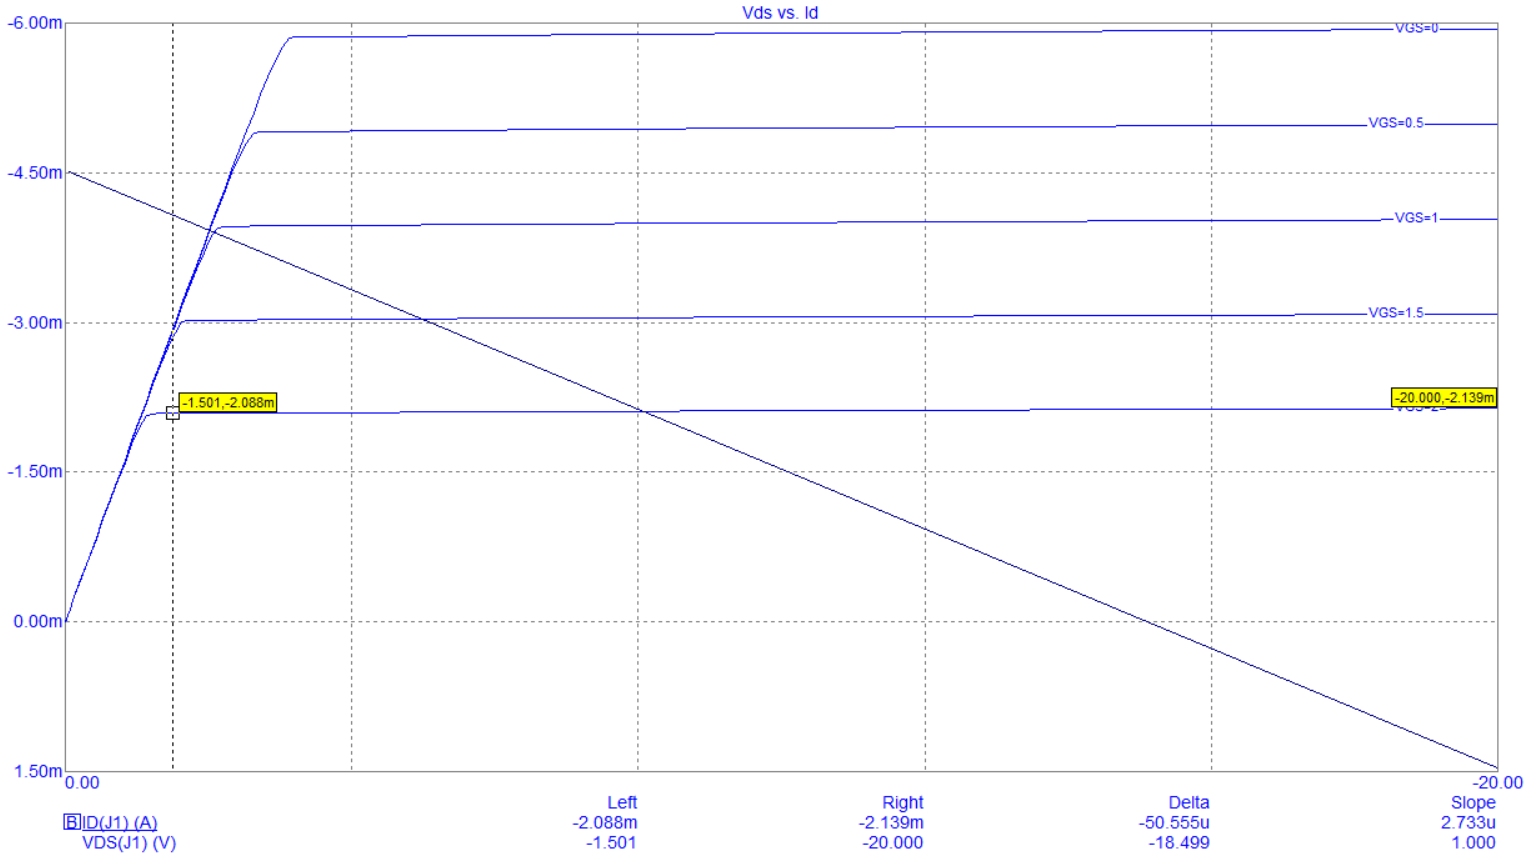 Vds vs. Id
-6.00m
VGS=0
VGS=0.5
-4.50m
VGS=1
-3.00m
VGS=1.5
-1.501,-2.088m
-20.000,-2.139m
VGS=2
-1.50m
0.00m
1.50m
0.00 -20.00
Left Right Delta Slope
B ID(J1) (A) -2.088m -2.139m -50.555u 2.733u
VDS(J1) (V) -1.501 -20.000 -18.499 1.000